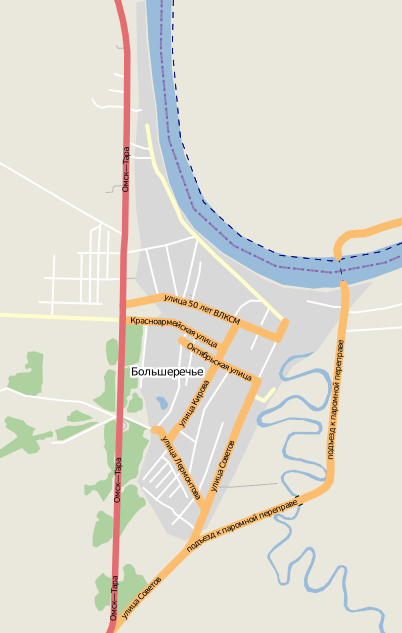 Омск—Тара
улица 50 лет ВЛКСМ
Красноармейская улица
Октябрьская улица
Большеречье
улица Кирова
подъезд к паромной переправе
улица Лермонтова
улица Советов
Омск—Тара
подъезд к паромной переправе
Омск—Тара
улица Советов